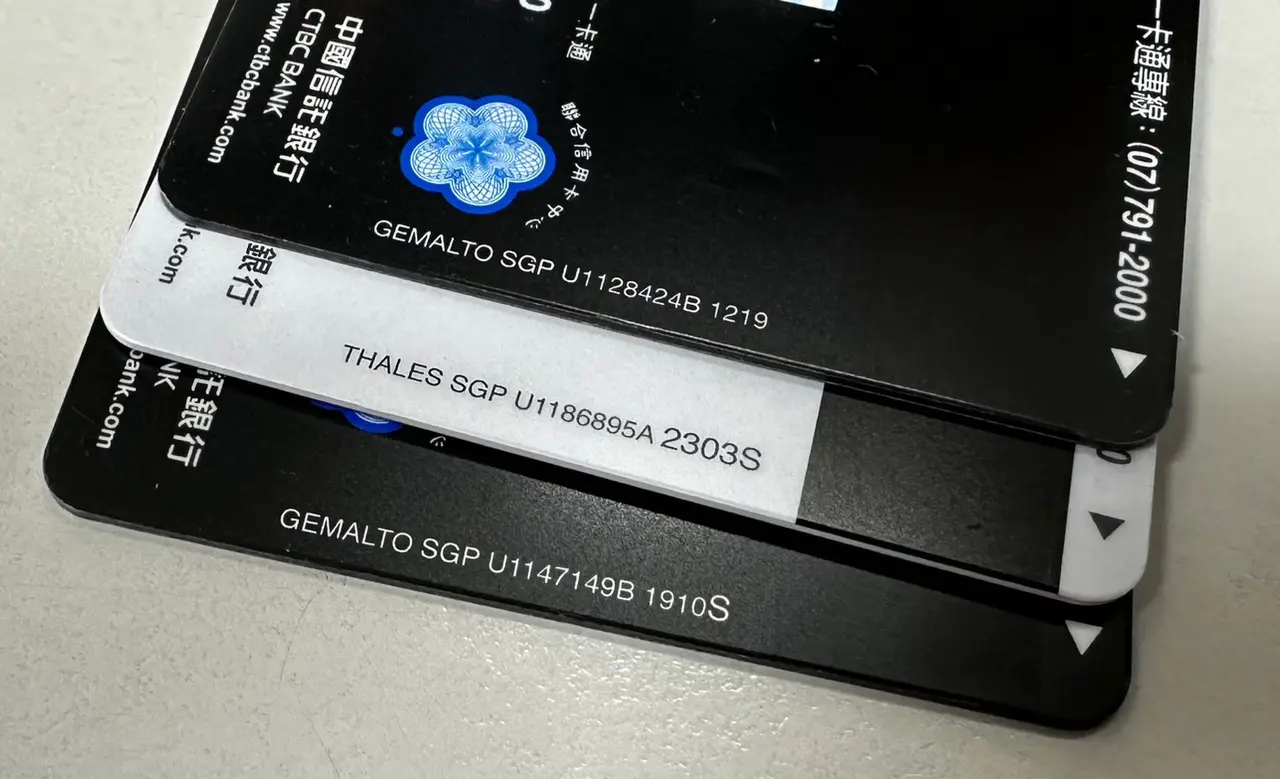 中國信託銀行
CTBC BANK
www.ctbcbank.com
一卡通
聯合信用卡中心
一卡通專線：(07)791-2000
GEMALTO SGP U1128424B 1219
銀行
k.com
THALES SGP U1186895A 2303S
託銀行
NK
bank.com
GEMALTO SGP U1147149B 1910S